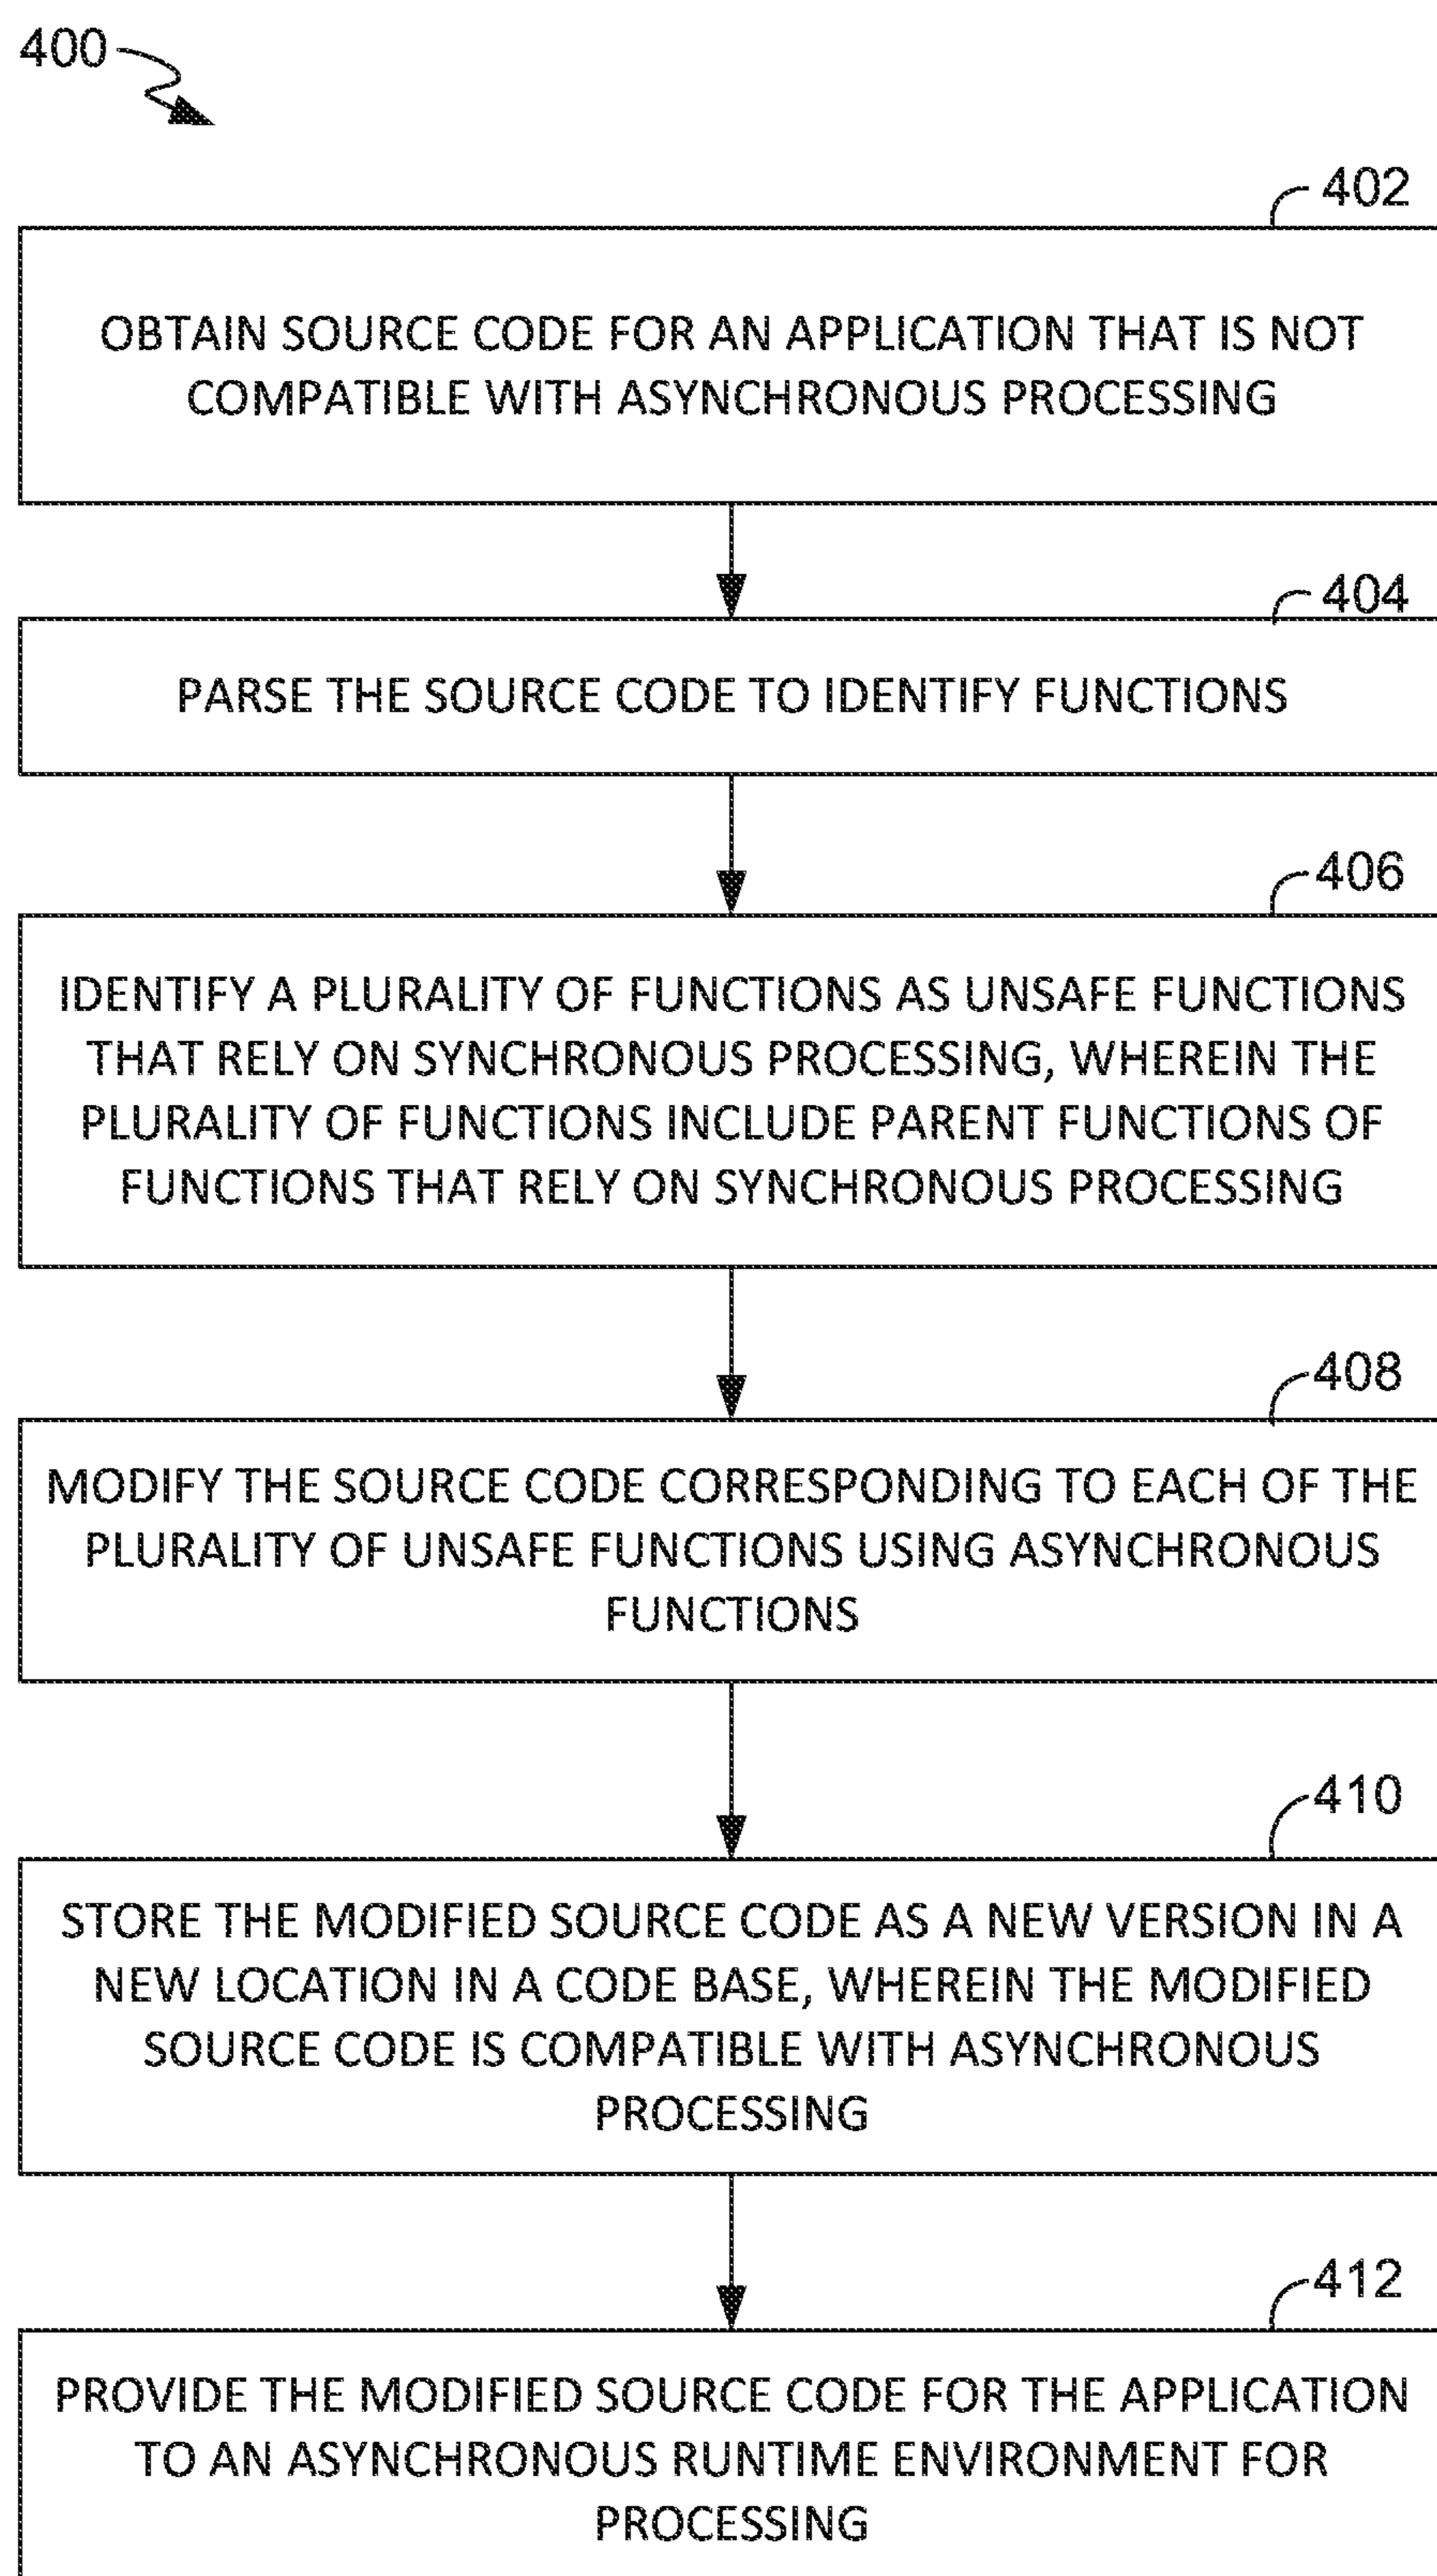 400
402
OBTAIN SOURCE CODE FOR AN APPLICATION THAT IS NOT
COMPATIBLE WITH ASYNCHRONOUS PROCESSING
404
PARSE THE SOURCE CODE TO IDENTIFY FUNCTIONS
406
IDENTIFY A PLURALITY OF FUNCTIONS AS UNSAFE FUNCTIONS
THAT RELY ON SYNCHRONOUS PROCESSING, WHEREIN THE
PLURALITY OF FUNCTIONS INCLUDE PARENT FUNCTIONS OF
FUNCTIONS THAT RELY ON SYNCHRONOUS PROCESSING
408
MODIFY THE SOURCE CODE CORRESPONDING TO EACH OF THE
PLURALITY OF UNSAFE FUNCTIONS USING ASYNCHRONOUS
FUNCTIONS
410
STORE THE MODIFIED SOURCE CODE AS A NEW VERSION IN A
NEW LOCATION IN A CODE BASE, WHEREIN THE MODIFIED
SOURCE CODE IS COMPATIBLE WITH ASYNCHRONOUS
PROCESSING
412
PROVIDE THE MODIFIED SOURCE CODE FOR THE APPLICATION
TO AN ASYNCHRONOUS RUNTIME ENVIRONMENT FOR
PROCESSING